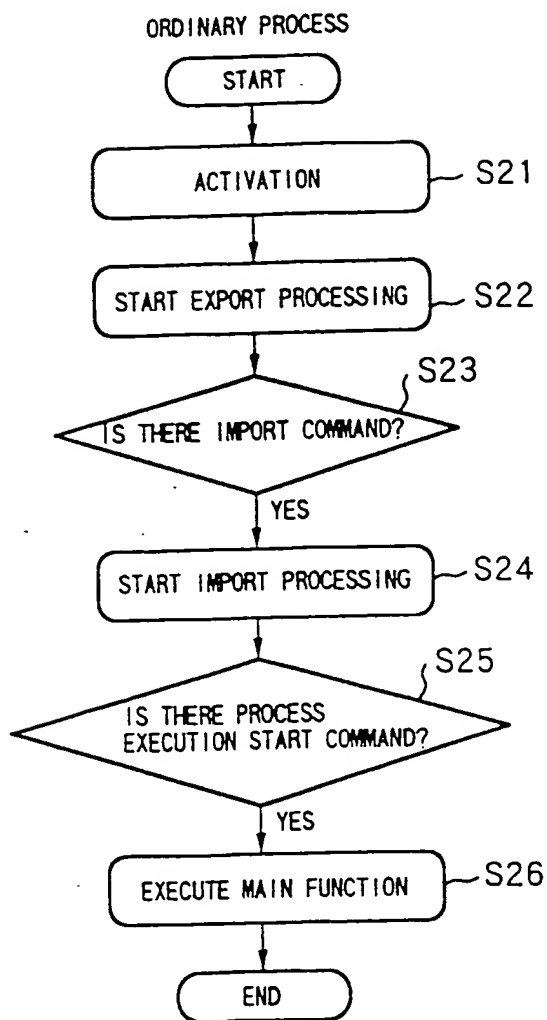 ORDINARY PROCESS
START
ACTIVATION
S21
START EXPORT PROCESSING
S22
S23
IS THERE IMPORT COMMAND?
YES
START IMPORT PROCESSING
S24
S25
IS THERE PROCESS
EXECUTION START COMMAND?
YES
EXECUTE MAIN FUNCTION
S26
END